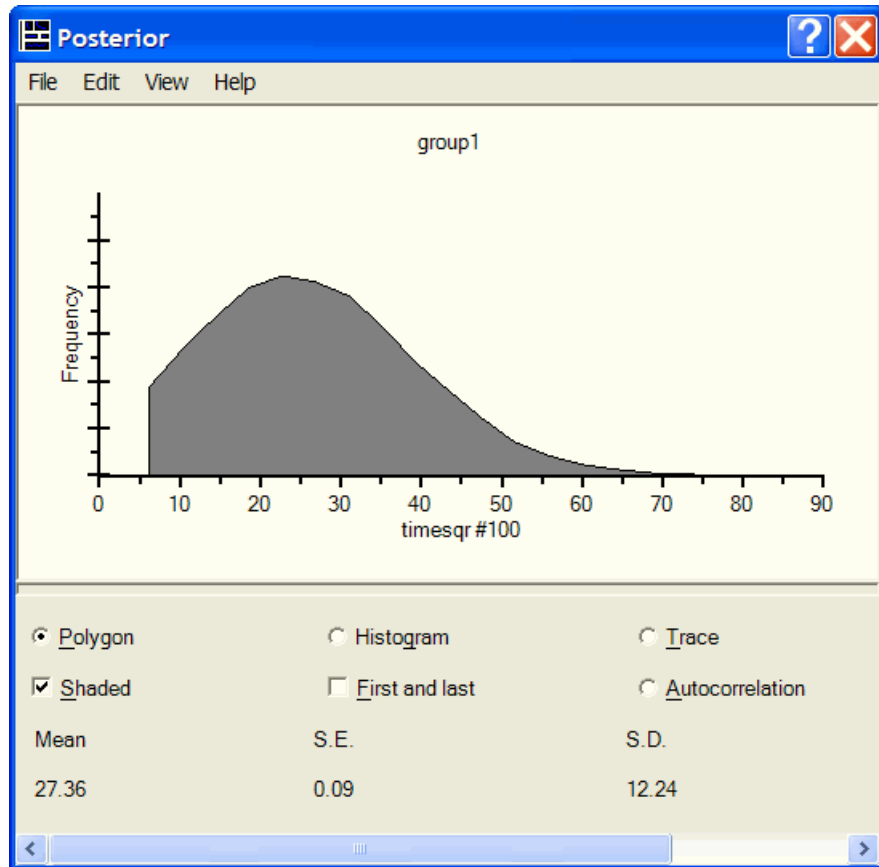 Posterior
File Edit View Help
group1
Frequency
0 10 20 30 40 50 60 70 80 90
timesqr #100
Polygon Histogram Trace
Shaded First and last Autocorrelation
Mean S.E. S.D.
27.36 0.09 12.24